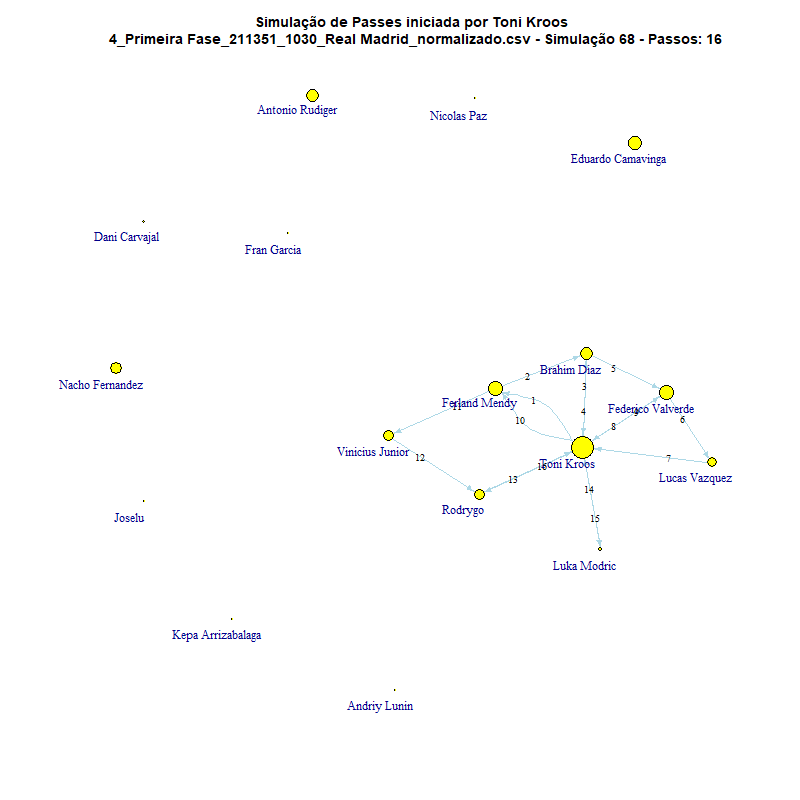 Simulação de Passes iniciada por Toni Kroos
4_Primeira Fase_211351_1030_Real Madrid_normalizado.csv - Simulação 68 - Passos: 16
Antonio Rudiger
Nicolas Paz
Eduardo Camavinga
Dani Carvajal
Fran Garcia
Brahim Diaz
5
2
3
Nacho Fernandez
Ferland Mendy
11
1
4
Federico Valverde
9
10
8
6
Vinicius Junior
12
Toni Kroos
16
7
13
Lucas Vazquez
14
Rodrygo
Joselu
15
Luka Modric
Kepa Arrizabalaga
Andriy Lunin